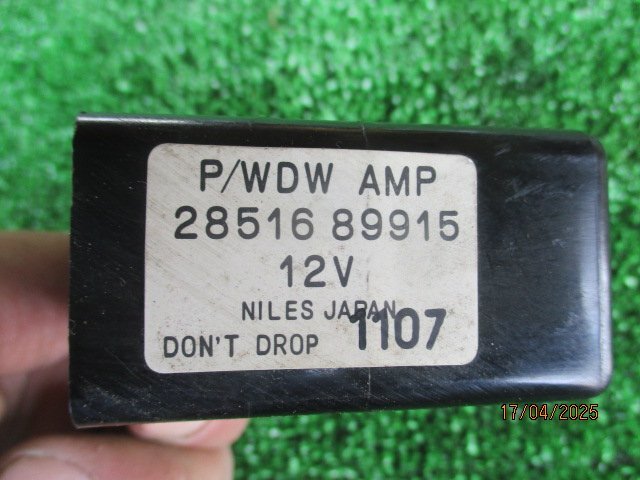 P/WDW AMP
28516 89915
12V
NILES JAPAN
DON'T DROP 1107
17/04/2025